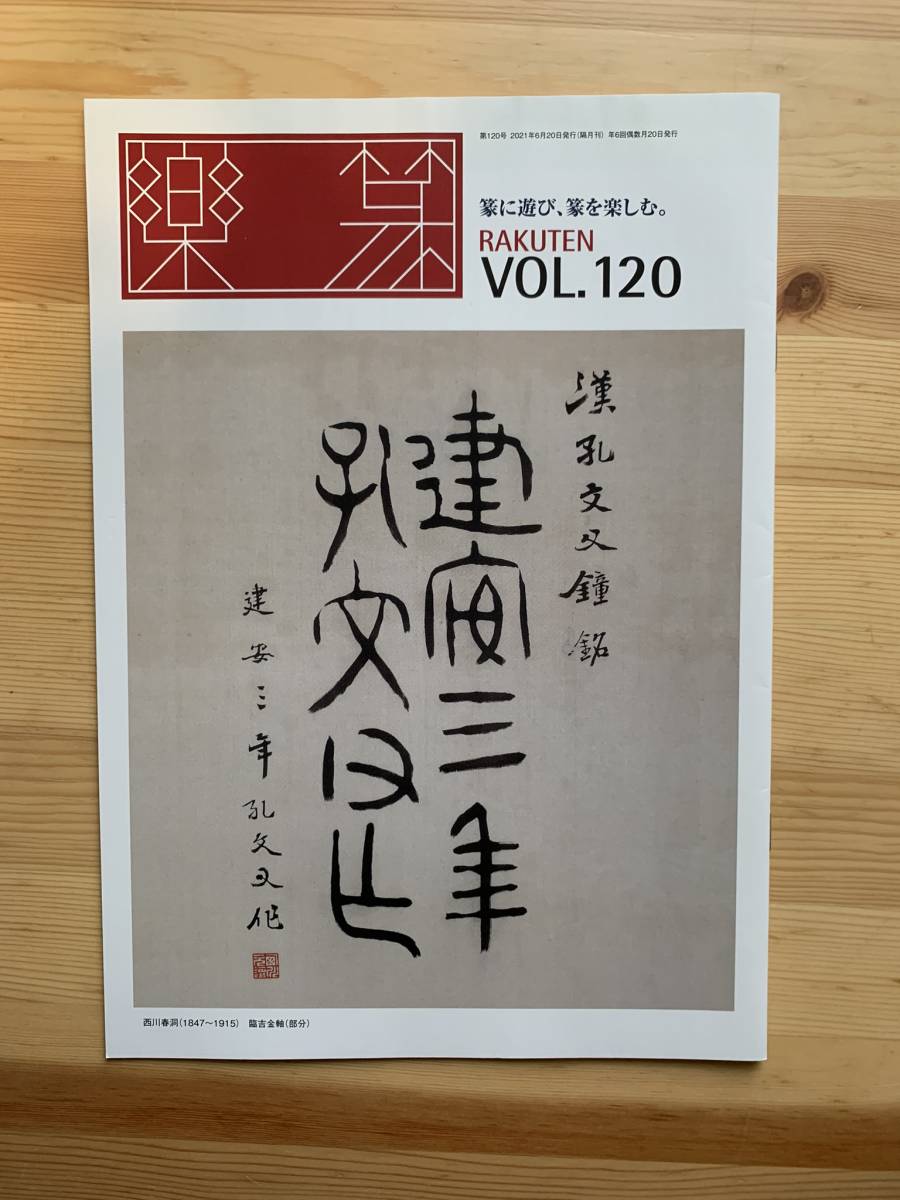 第120号 2021年6月20日発行(隔月刊) 年6回偶数月20日発行
樂篆
篆に遊び、篆を楽しむ。
RAKUTEN
VOL.120
漢孔文父鐘銘
建安三年
孔文父作
建安三年孔文父作
西川春洞(1847〜1915) 臨吉金軸(部分)